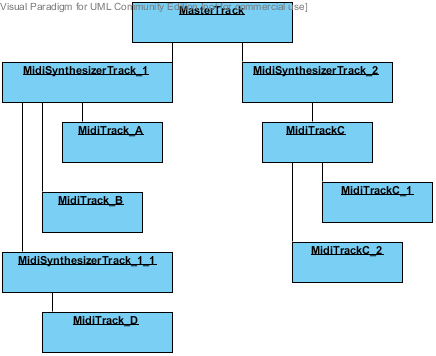 Visual Paradigm for UML Community Edition [not for commercial use]
MasterTrack
MidiSynthesizerTrack_1
MidiSynthesizerTrack_2
MidiTrack_A
MidiTrackC
MidiTrackC_1
MidiTrack_B
MidiTrackC_2
MidiSynthesizerTrack_1_1
MidiTrack_D